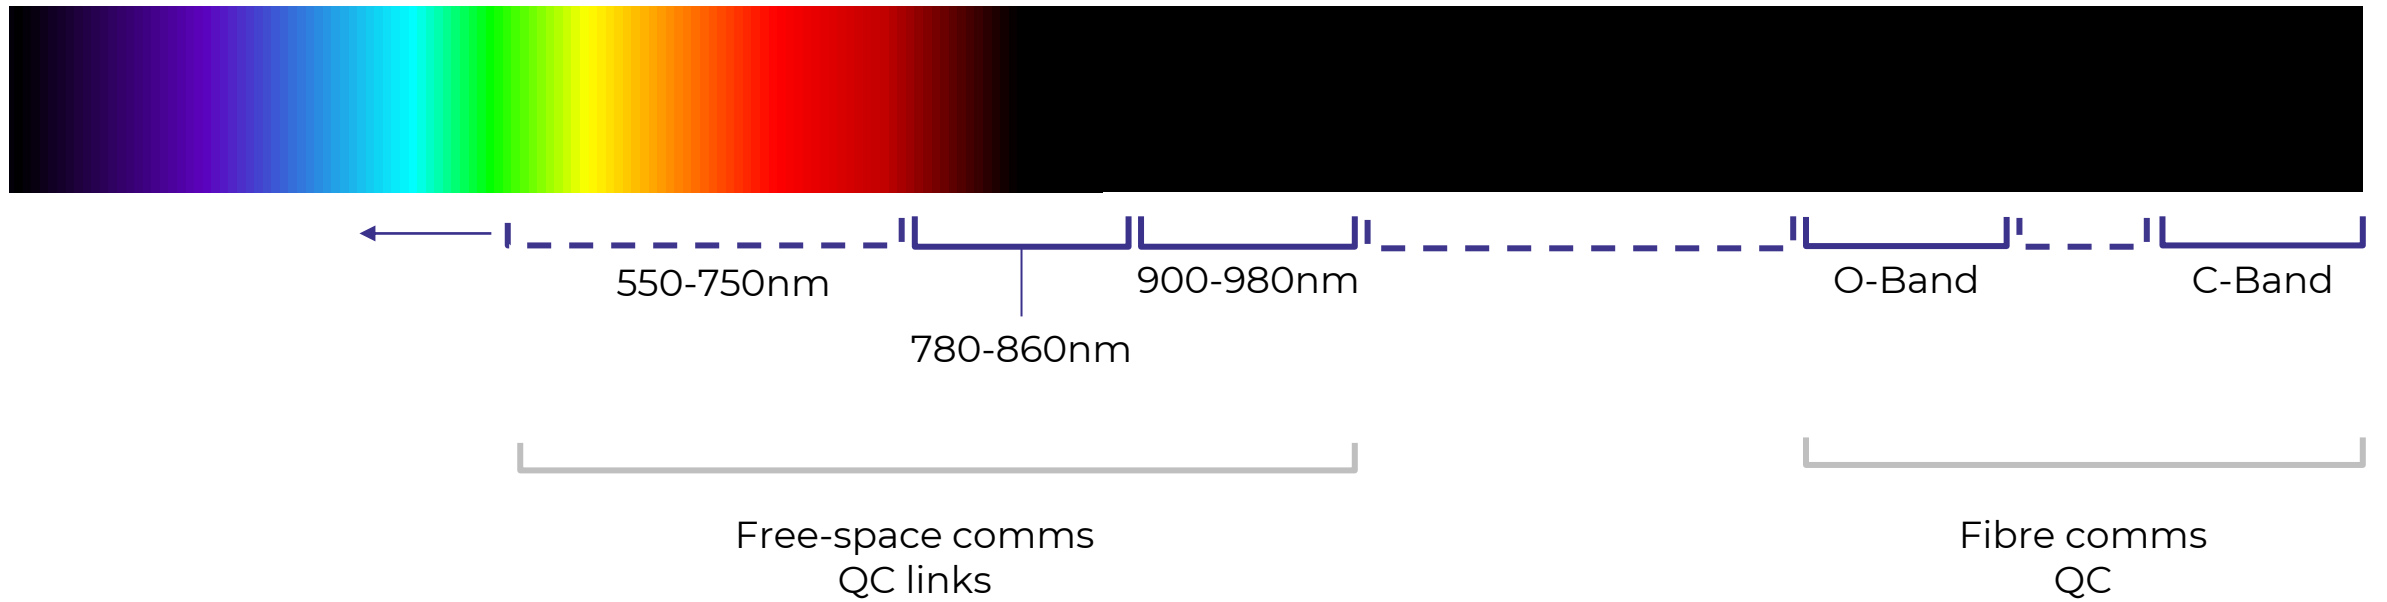 550-750nm
780-860nm
900-980nm
O-Band
C-Band
Free-space comms
QC links
Fibre comms
QC